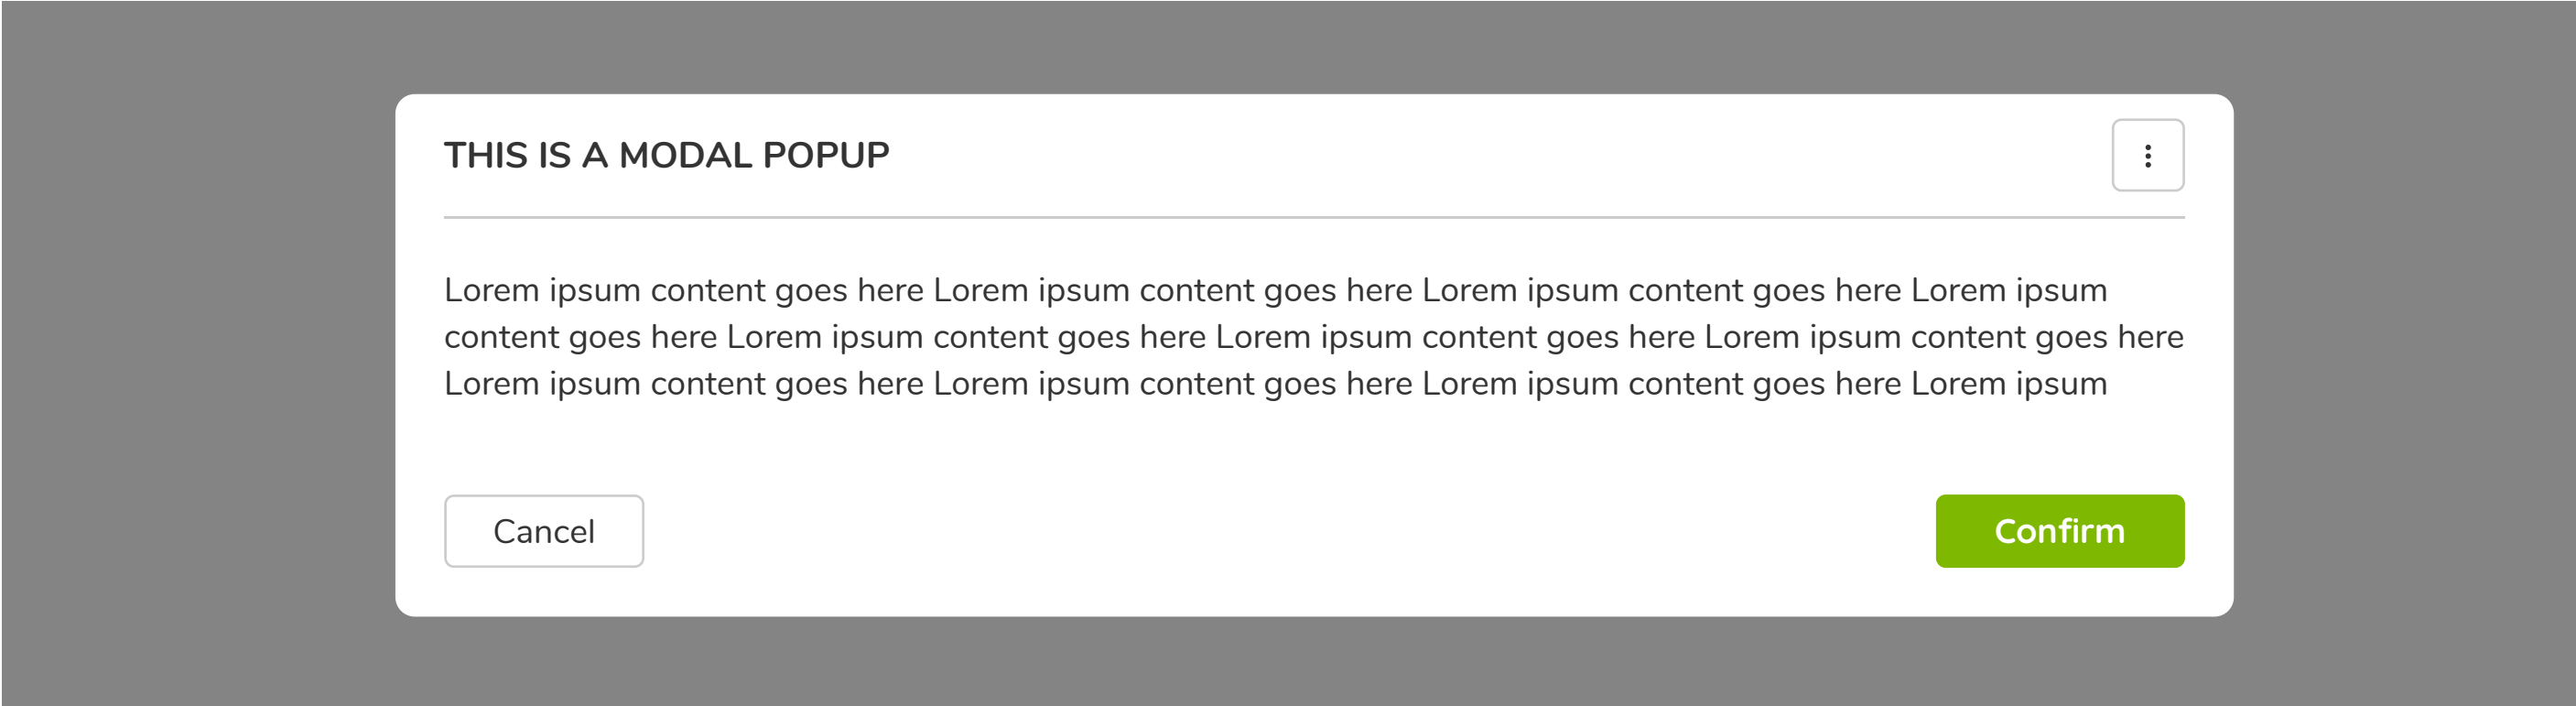 THIS IS A MODAL POPUP
Lorem ipsum content goes here Lorem ipsum content goes here Lorem ipsum content goes here Lorem ipsum
content goes here Lorem ipsum content goes here Lorem ipsum content goes here Lorem ipsum content goes here
Lorem ipsum content goes here Lorem ipsum content goes here Lorem ipsum content goes here Lorem ipsum
Cancel
Confirm